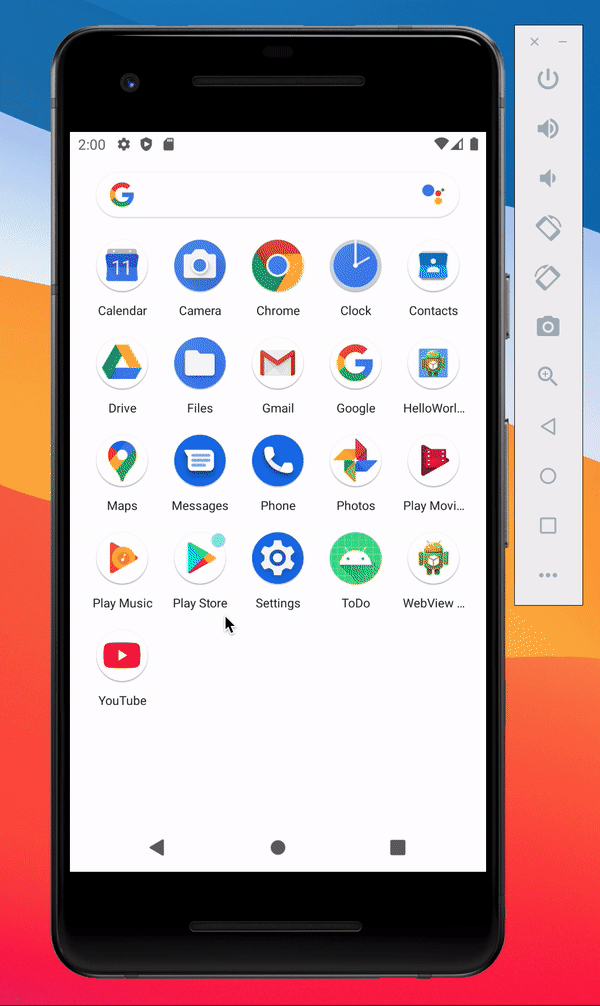 2:00
11
Calendar Camera Chrome Clock Contacts
Drive Files Gmail Google HelloWorl...
Maps Messages Phone Photos Play Movi...
Play Music Play Store Settings ToDo WebView ...
YouTube